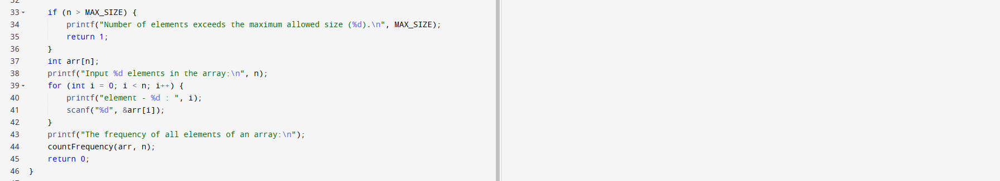 33 if (n > MAX_SIZE) {
34 printf("Number of elements exceeds the maximum allowed size (%d).\n", MAX_SIZE);
35 return 1;
36 }
37 int arr[n];
38 printf("Input %d elements in the array:\n", n);
39 for (int i = 0; i < n; i++) {
40 printf("element - %d : ", i);
41 scanf("%d", &arr[i]);
42 }
43 printf("The frequency of all elements of an array:\n");
44 countFrequency(arr, n);
45 return 0;
46 }